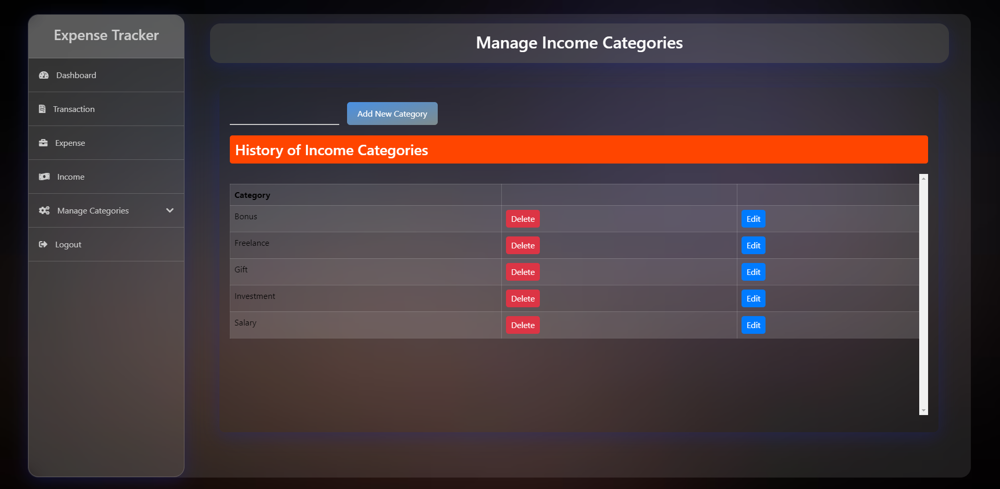 Expense Tracker
Dashboard
Transaction
Expense
Income
Manage Categories
Logout
Manage Income Categories
Add New Category
History of Income Categories
Category
Bonus Delete Edit
Freelance Delete Edit
Gift Delete Edit
Investment Delete Edit
Salary Delete Edit